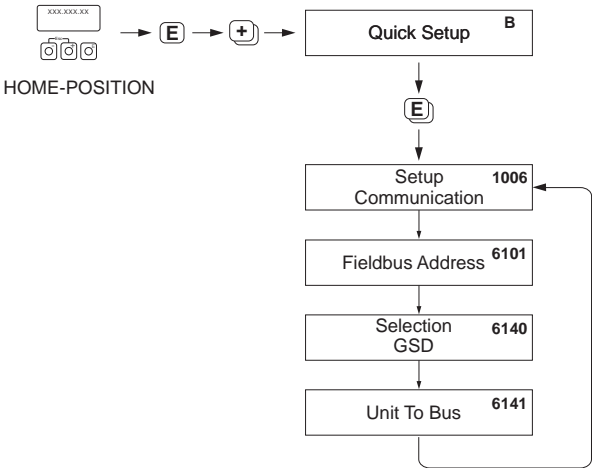 xxx.xxx.xx
Esc
E
+
Quick Setup B
HOME-POSITION
E
Setup 1006
Communication
Fieldbus Address 6101
Selection 6140
GSD
Unit To Bus 6141